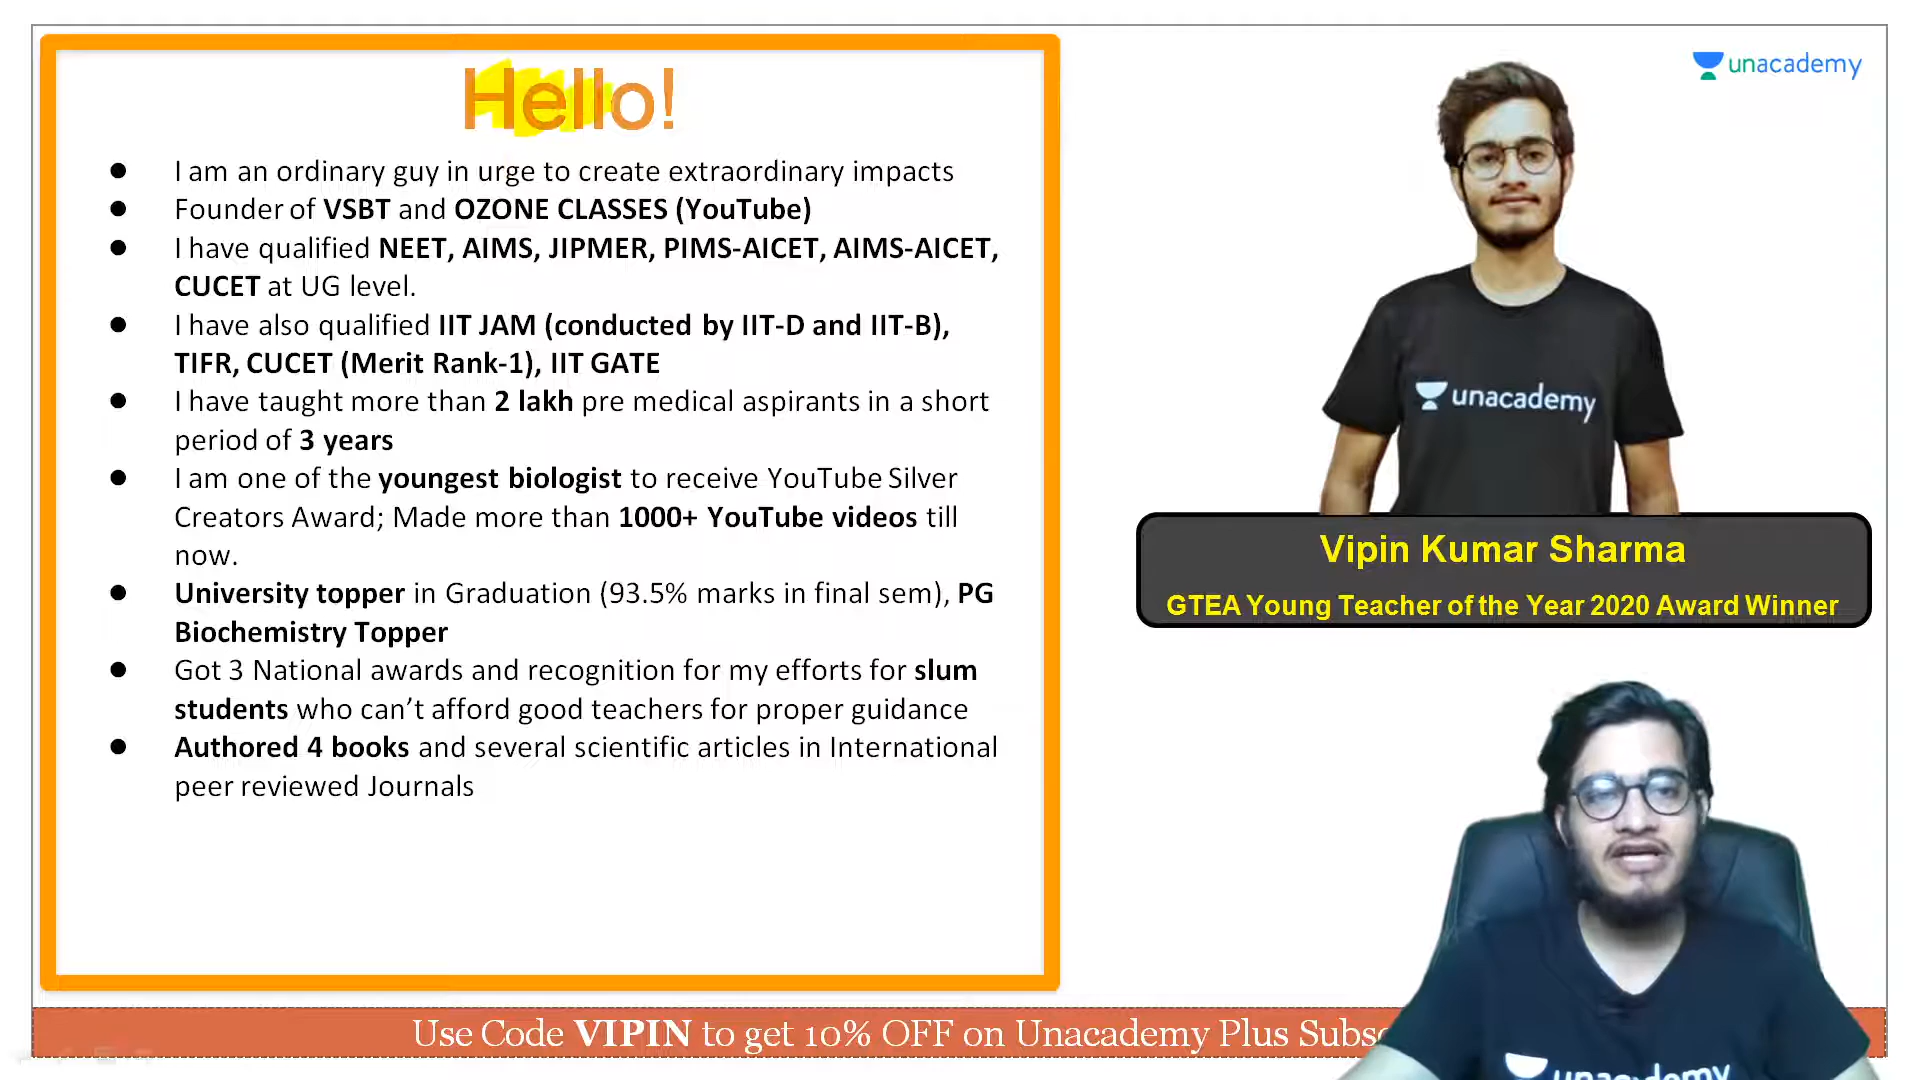 Hello!
I am an ordinary guy in urge to create extraordinary impacts
Founder of VSBT and OZONE CLASSES (YouTube)
I have qualified NEET, AIMS, JIPMER, PIMS-AICET, AIMS-AICET,
CUCET at UG level.
I have also qualified IIT JAM (conducted by IIT-D and IIT-B),
TIFR, CUCET (Merit Rank-1), IIT GATE
I have taught more than 2 lakh pre medical aspirants in a short
period of 3 years
I am one of the youngest biologist to receive YouTube Silver
Creators Award; Made more than 1000+ YouTube videos till
now.
University topper in Graduation (93.5% marks in final sem), PG
Biochemistry Topper
Got 3 National awards and recognition for my efforts for slum
students who can’t afford good teachers for proper guidance
Authored 4 books and several scientific articles in International
peer reviewed Journals
unacademy
unacademy
Vipin Kumar Sharma
GTEA Young Teacher of the Year 2020 Award Winner
Use Code VIPIN to get 10% OFF on Unacademy Plus